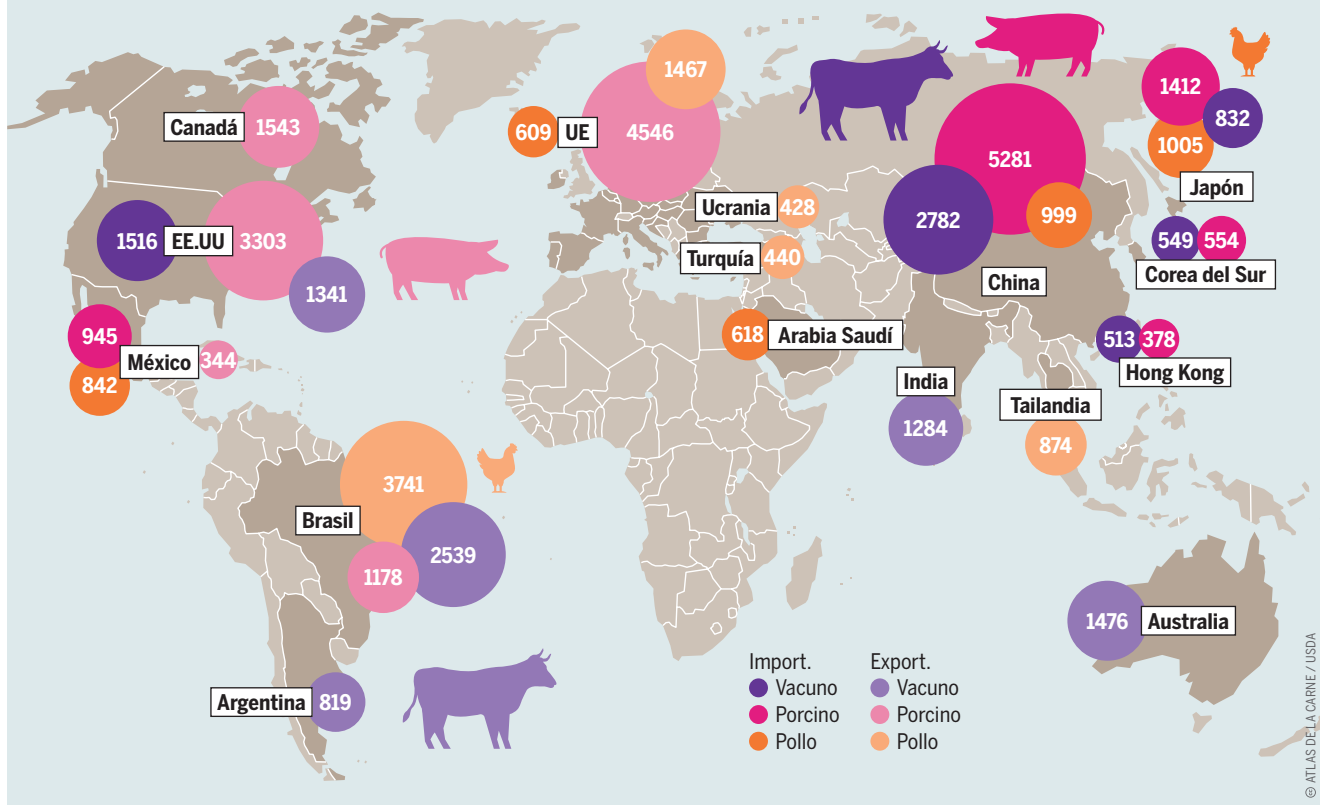 1467
1412
832
1005
Japón
Canadá
1543
609
UE
4546
5281
2782
999
China
Ucrania
428
Turquía
440
549
554
Corea del Sur
1516
EE.UU
3303
1341
945
México
344
842
618
Arabia Saudí
513
378
Hong Kong
India
1284
Tailandia
874
3741
Brasil
2539
1178
1476
Australia
Argentina
819
Import.
Vacuno
Porcino
Pollo
Export.
Vacuno
Porcino
Pollo
© ATLAS DE LA CARNE / USDA